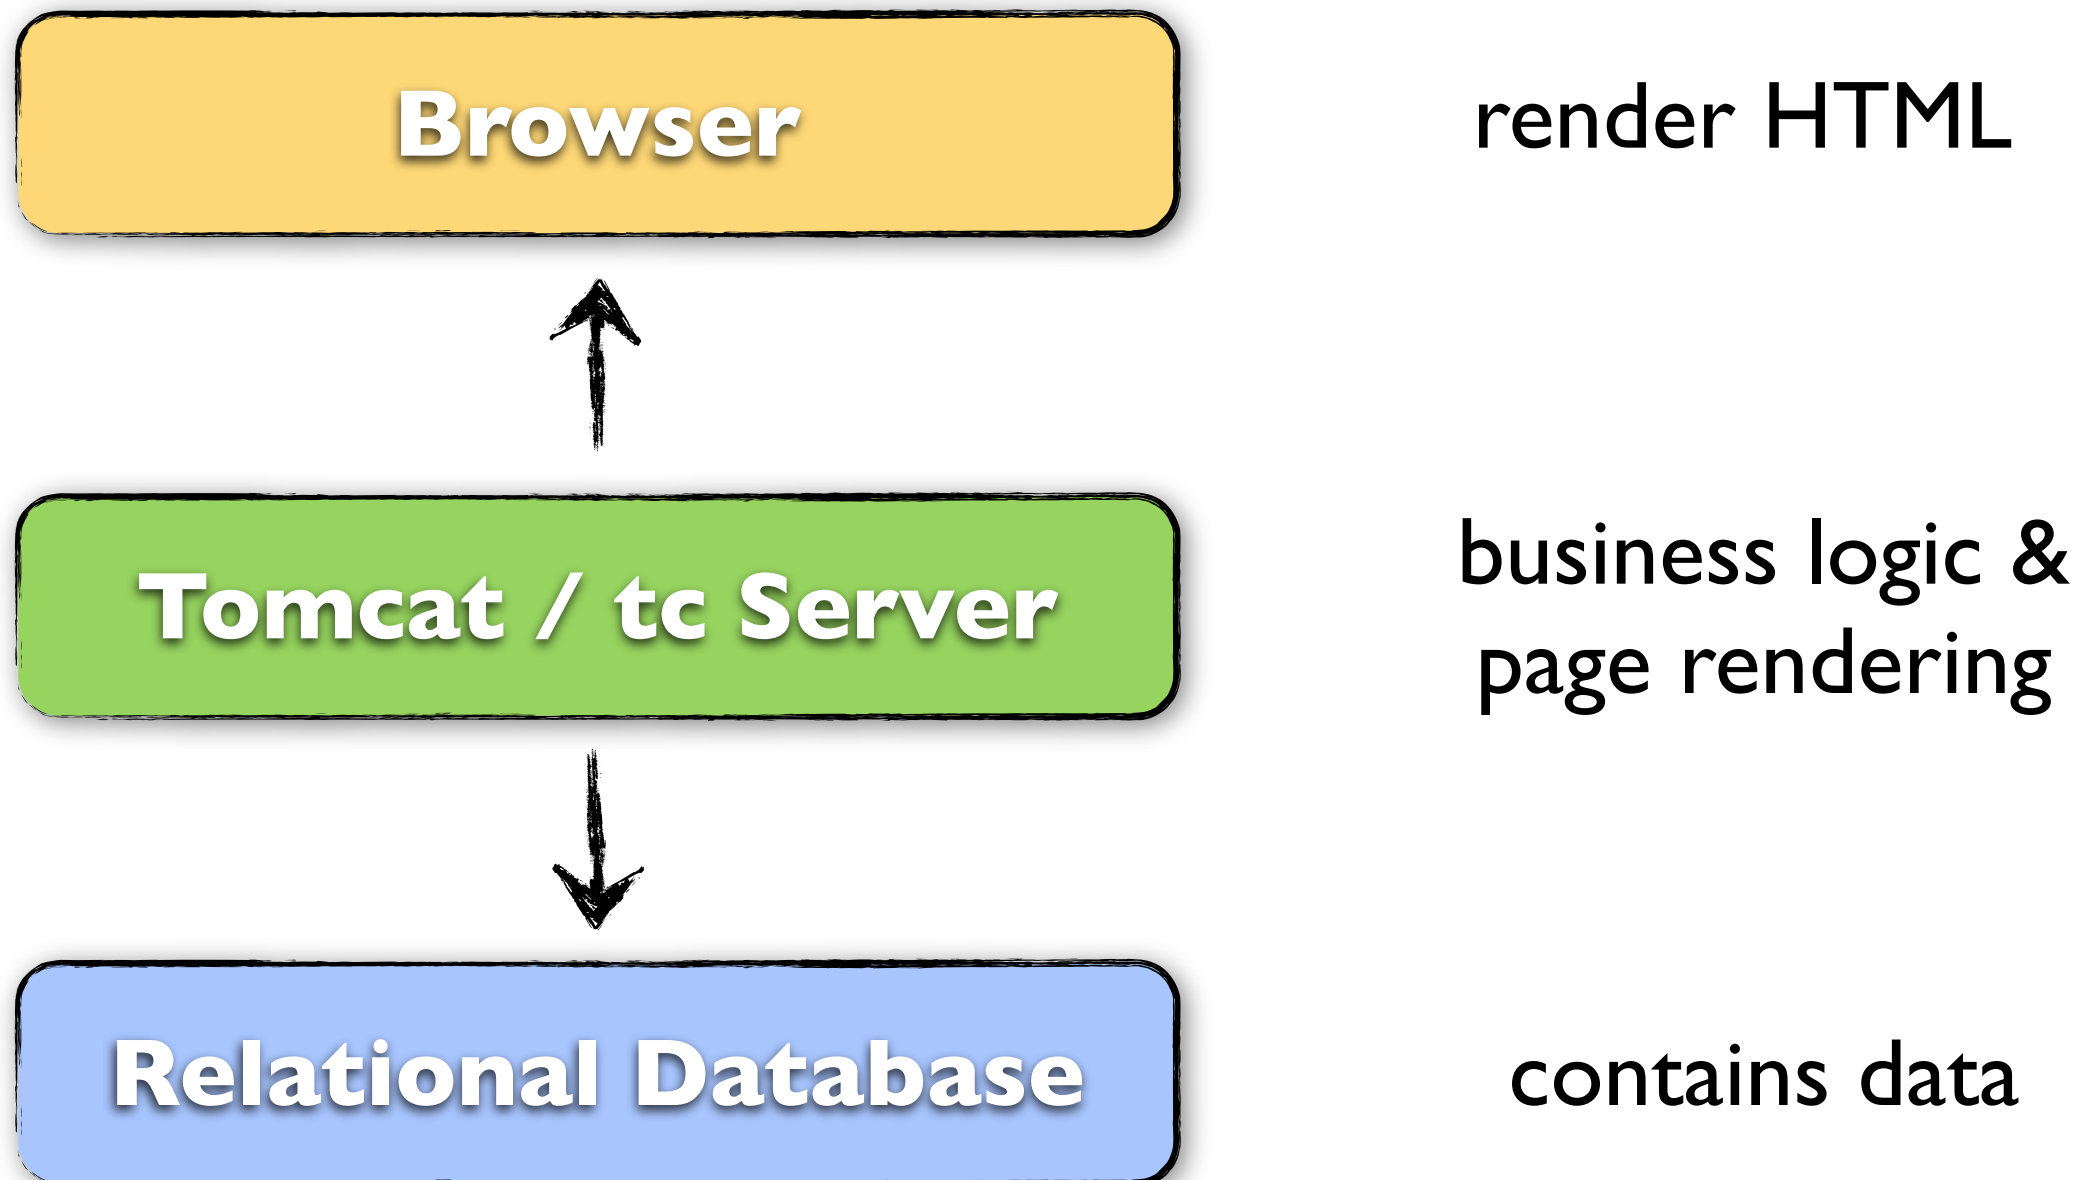 Browser
render HTML
Tomcat / tc Server
business logic &
page rendering
Relational Database
contains data